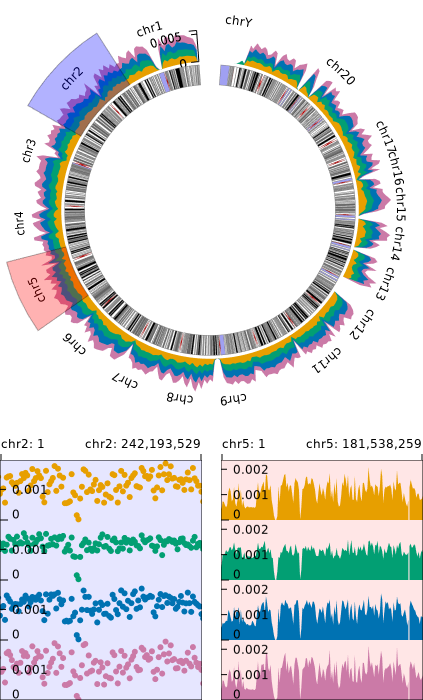 chrY
chr1
0.005
0
chr2
chr20
chr3
chr17
chr16
chr4
chr15
chr14
chr5
chr13
chr6
chr12
chr7
chr11
chr8
chr9
chr2: 1 chr2: 242,193,529
chr5: 1 chr5: 181,538,259
0.001
0
0.001
0
0.001
0
0.001
0
0.002
0.001
0
0.002
0.001
0
0.002
0.001
0
0.002
0.001
0